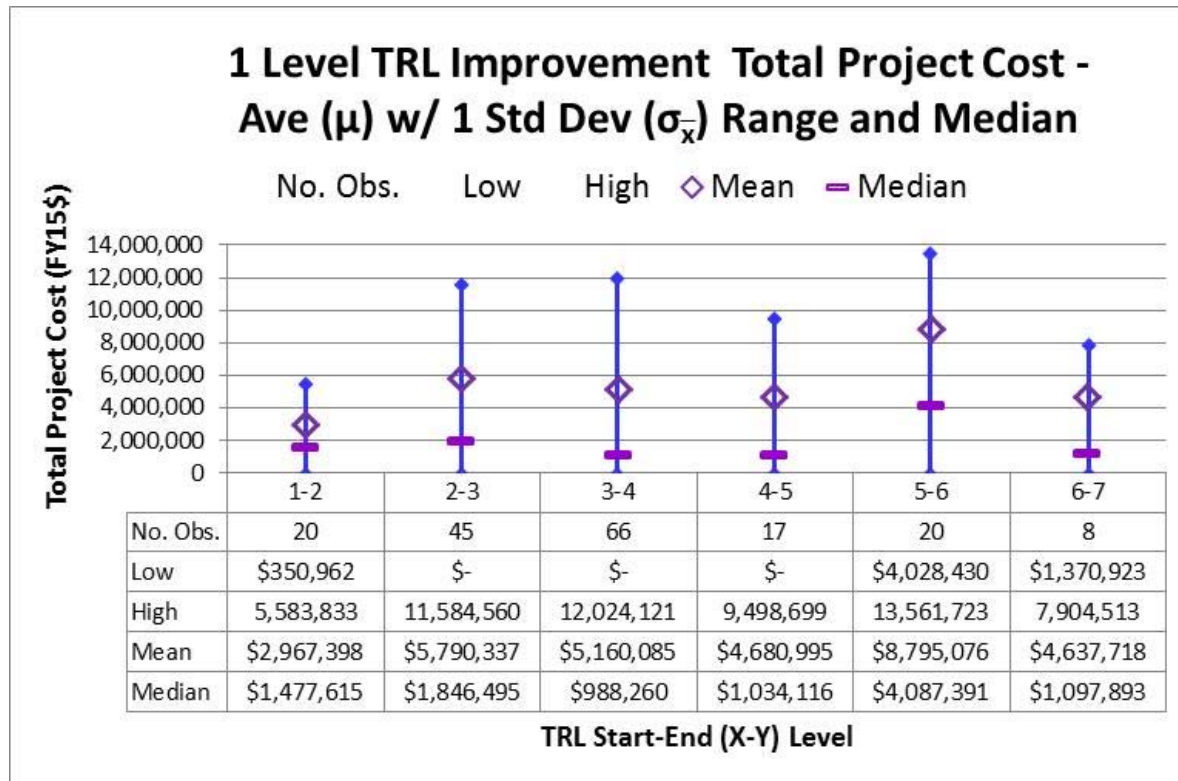 1 Level TRL Improvement Total Project Cost -
Ave (µ) w/ 1 Std Dev (σx̅) Range and Median
No. Obs. Low High Mean Median
Total Project Cost (FY15$)
14,000,000
12,000,000
10,000,000
8,000,000
6,000,000
4,000,000
2,000,000
0
1-2 2-3 3-4 4-5 5-6 6-7
No. Obs. 20 45 66 17 20 8
Low $350,962 $- $- $- $4,028,430 $1,370,923
High 5,583,833 11,584,560 12,024,121 9,498,699 13,561,723 7,904,513
Mean $2,967,398 $5,790,337 $5,160,085 $4,680,995 $8,795,076 $4,637,718
Median $1,477,615 $1,846,495 $988,260 $1,034,116 $4,087,391 $1,097,893
TRL Start-End (X-Y) Level